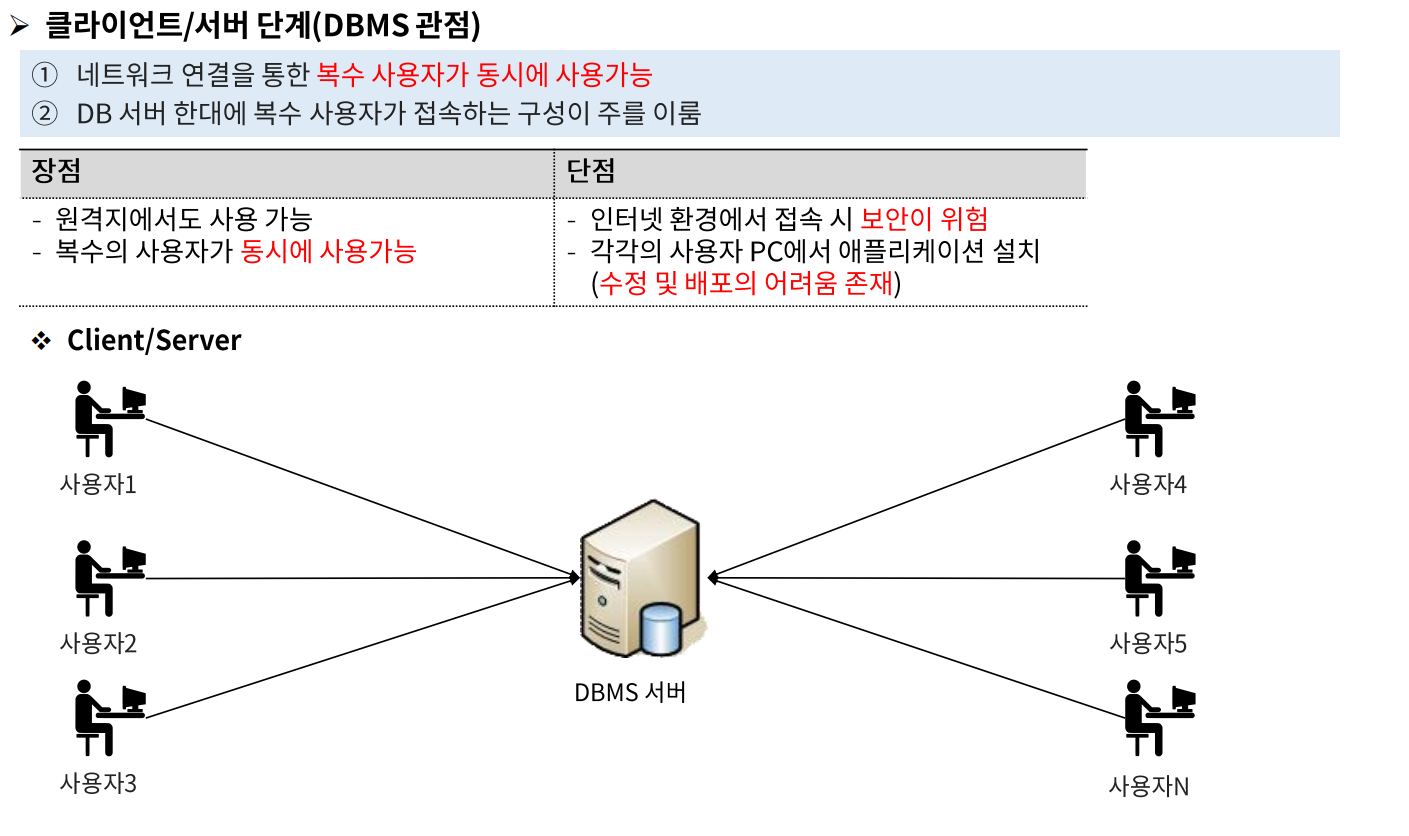 ➢ 클라이언트/서버 단계(DBMS 관점)
① 네트워크 연결을 통한 복수 사용자가 동시에 사용가능
② DB 서버 한대에 복수 사용자가 접속하는 구성이 주를 이룸
장점
- 원격지에서도 사용 가능
- 복수의 사용자가 동시에 사용가능
단점
- 인터넷 환경에서 접속 시 보안이 위험
- 각각의 사용자 PC에서 애플리케이션 설치
(수정 및 배포의 어려움 존재)
❖ Client/Server
사용자1
사용자2
사용자3
DBMS 서버
사용자4
사용자5
사용자N